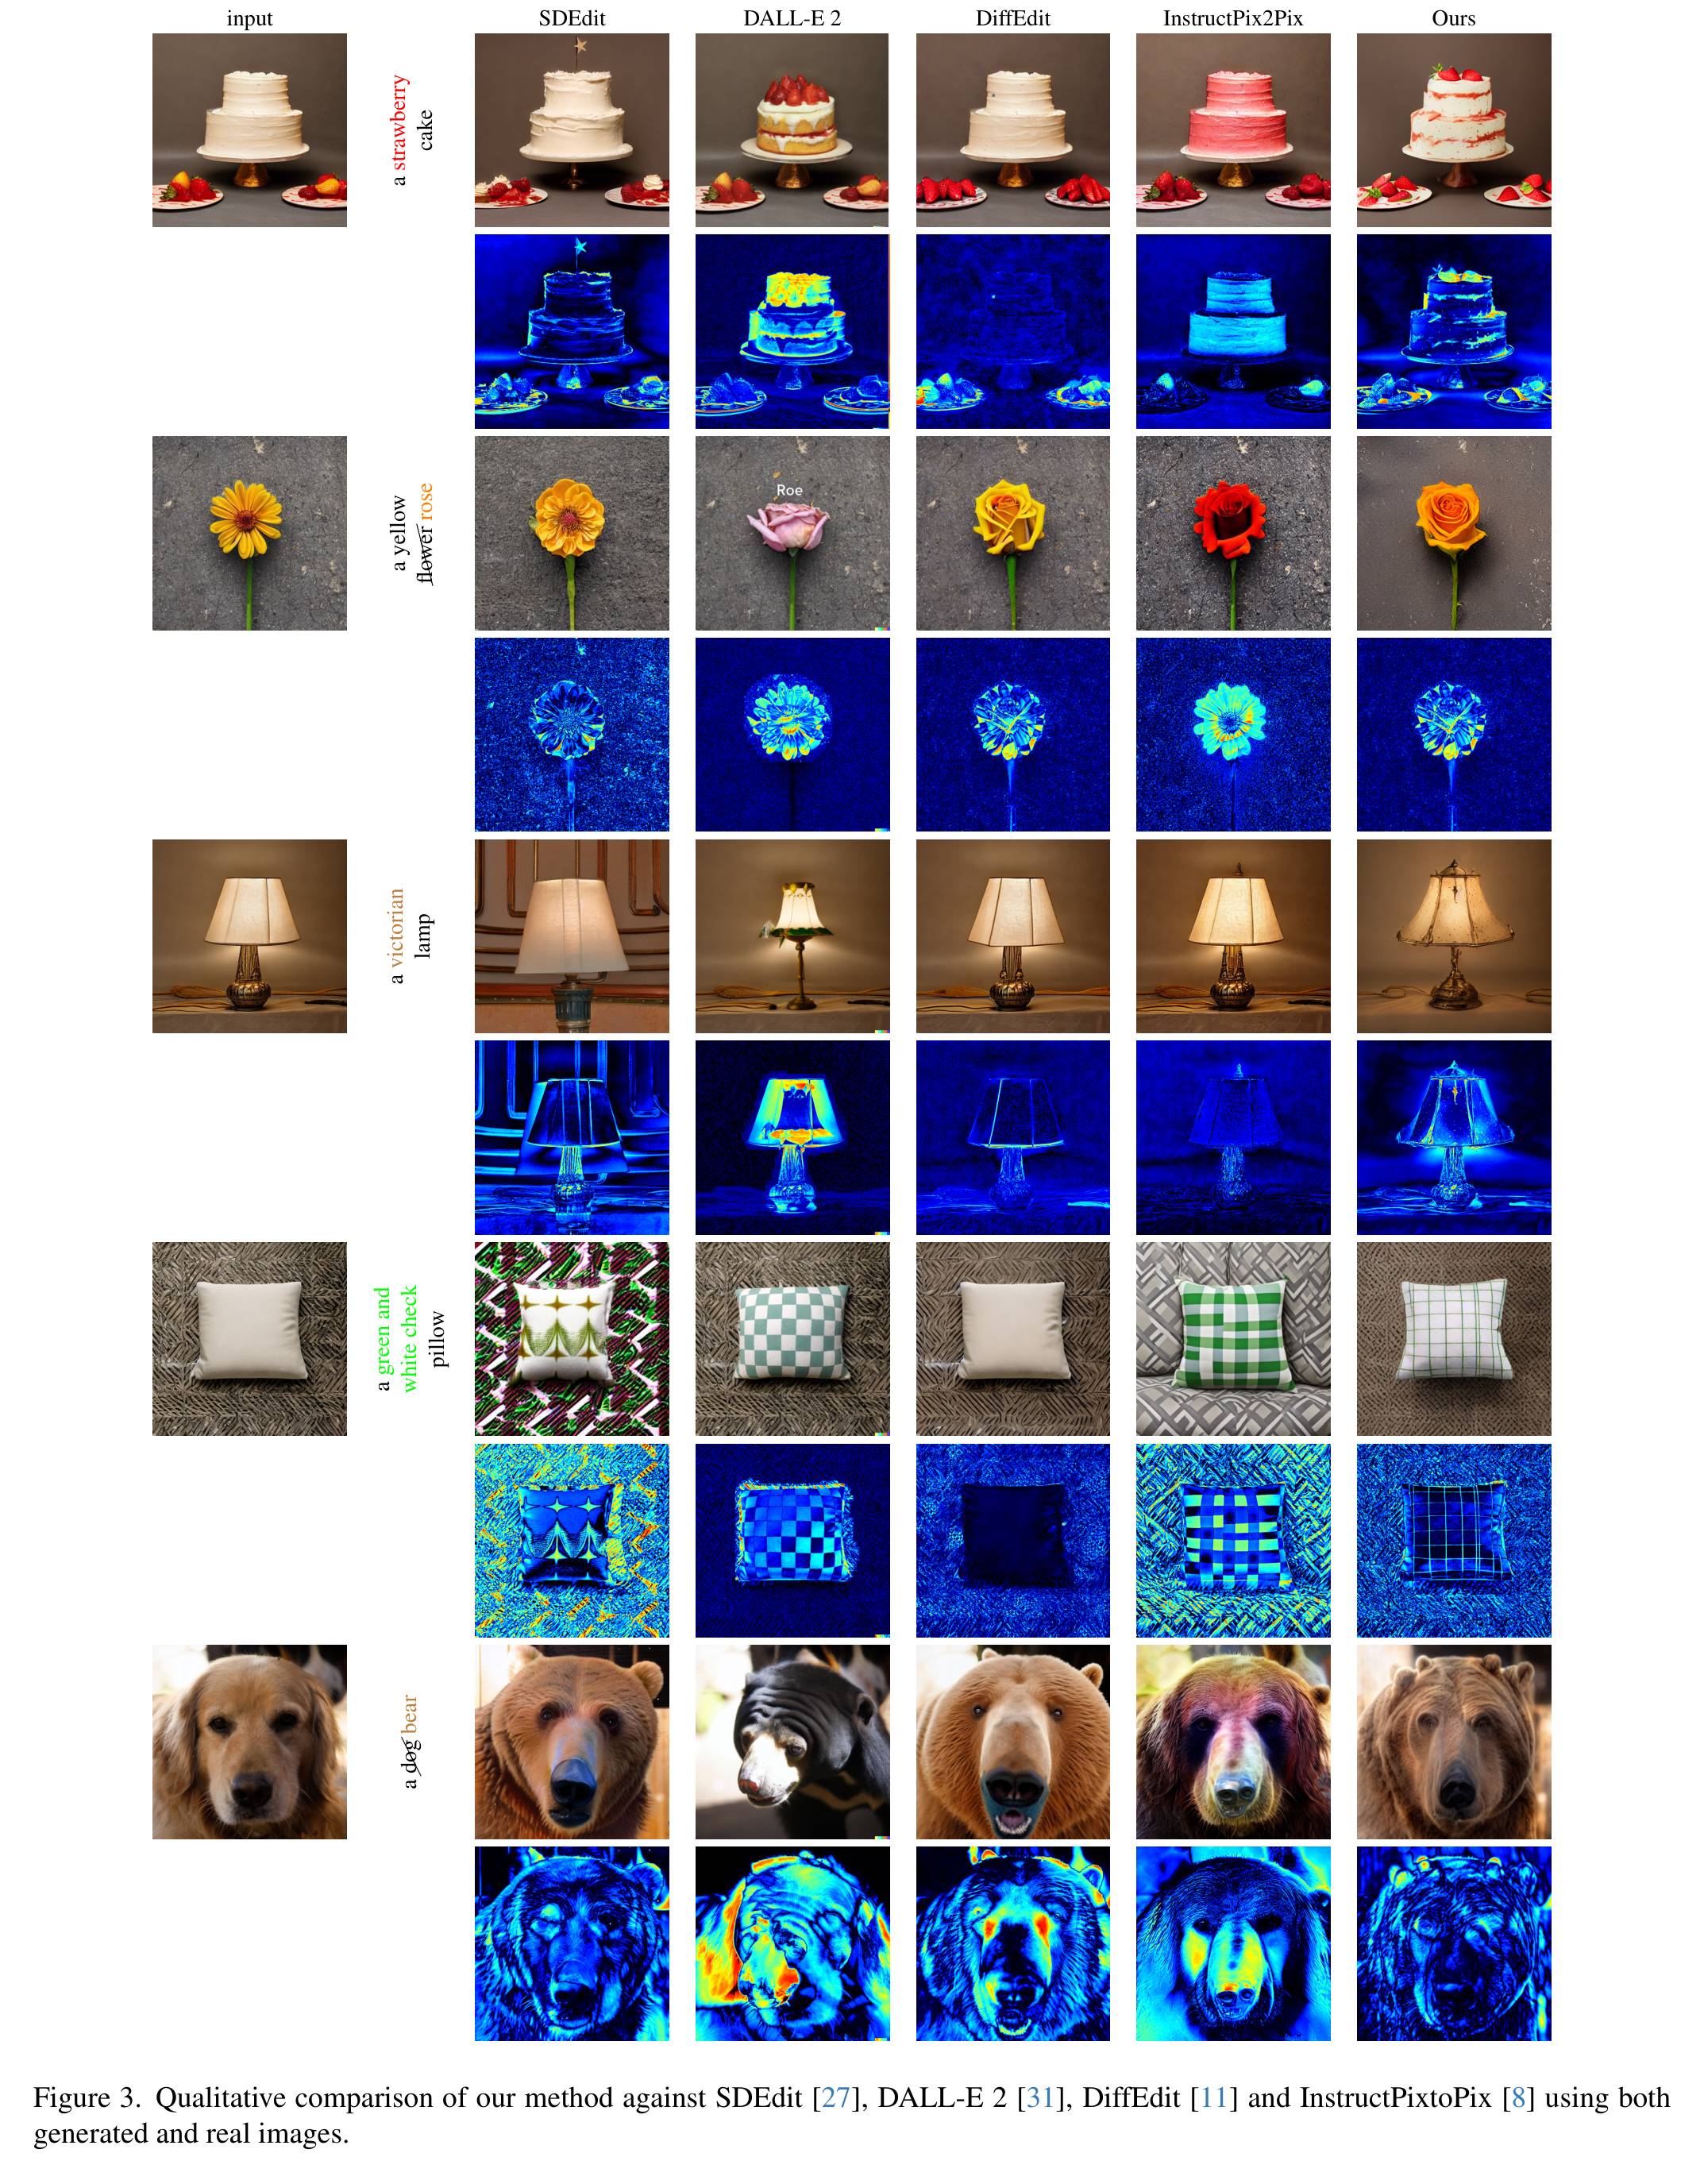 input SDEdit DALL-E 2 DiffEdit InstructPix2Pix Ours
a strawberry
cake
a yellow
flower rose
Roe
a victorian
lamp
a green and
white check
pillow
a dog bear
Figure 3. Qualitative comparison of our method against SDEdit [27], DALL-E 2 [31], DiffEdit [11] and InstructPixtoPix [8] using both
generated and real images.